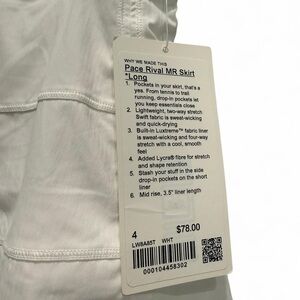 WHY WE MADE THIS
Pace Rival MR Skirt
*Long
1. Pockets in your skirt, that's a
yes. From tennis to trail
running, drop-in pockets let
you keep essentials close
2. Lightweight, two-way stretch
Swift fabric is sweat-wicking
and quick-drying
3. Built-in Luxtreme™ fabric liner
is sweat-wicking and four-way
stretch with a cool, smooth
feel
4. Added Lycra® fibre for stretch
and shape retention
5. Stash your stuff in the side
drop-in pockets on the short
liner
6. Mid rise, 3.5" liner length
4 $78.00
LW8A85T WHT
000104458302